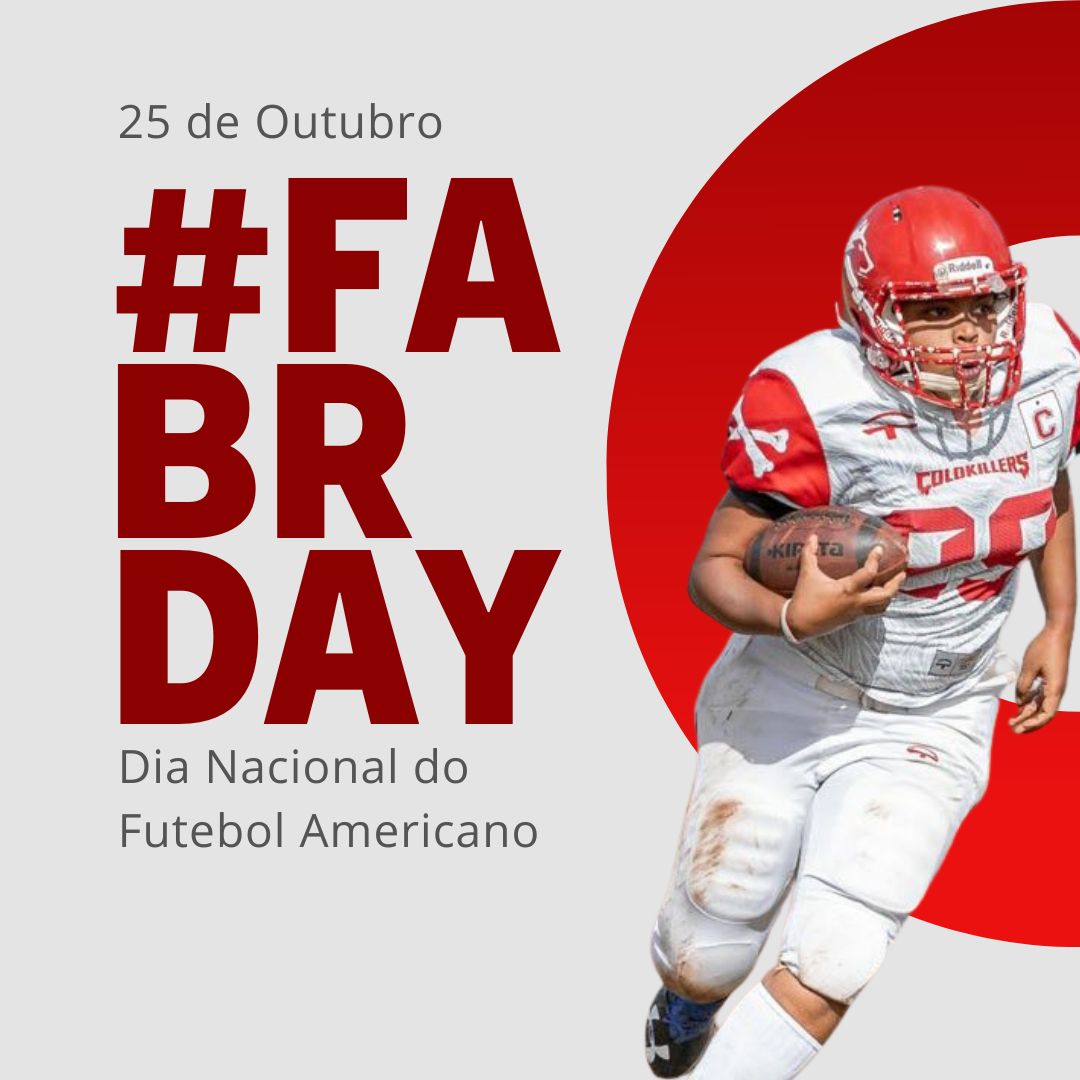 25 de Outubro
#FA
BR
DAY
Dia Nacional do
Futebol Americano
Riddell
C
COLDKILLERS